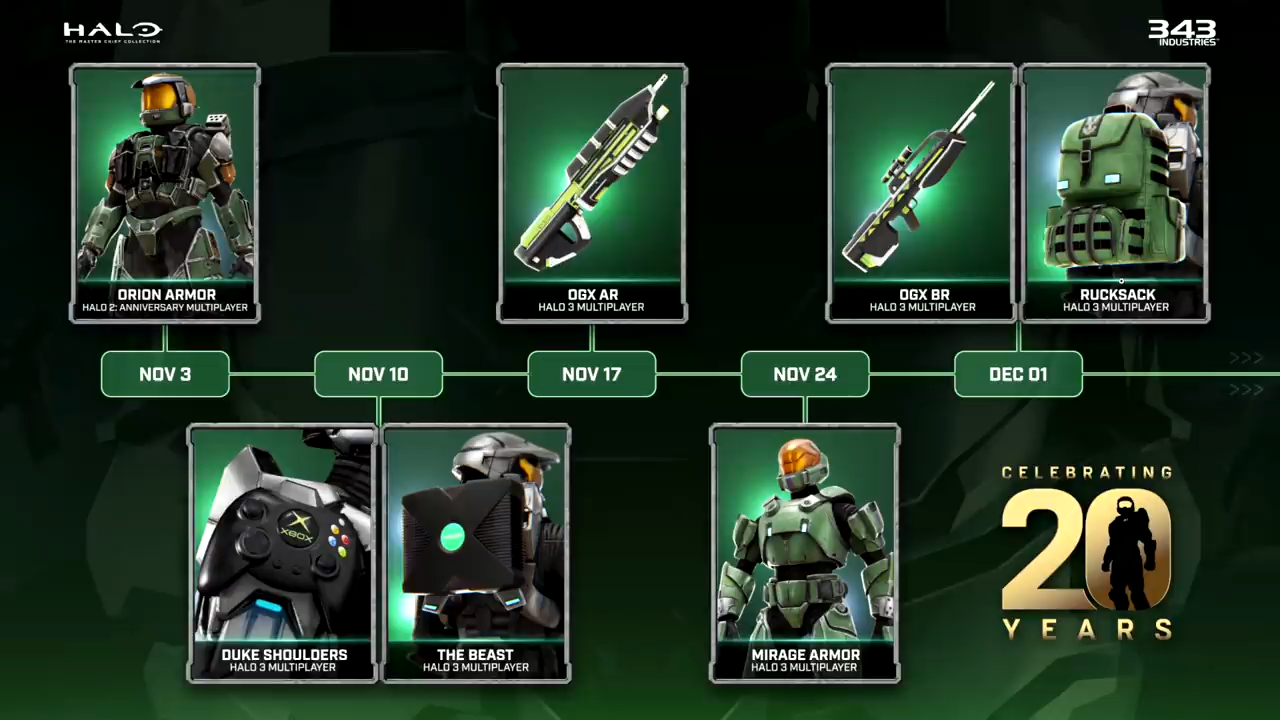 HALO
THE MASTER CHIEF COLLECTION
343
INDUSTRIES
ORION ARMOR
HALO 2: ANNIVERSARY MULTIPLAYER
OGX AR
HALO 3 MULTIPLAYER
OGX BR
HALO 3 MULTIPLAYER
RUCKSACK
HALO 3 MULTIPLAYER
NOV 3
NOV 10
NOV 17
NOV 24
DEC 01
XBOX
DUKE SHOULDERS
HALO 3 MULTIPLAYER
THE BEAST
HALO 3 MULTIPLAYER
MIRAGE ARMOR
HALO 3 MULTIPLAYER
CELEBRATING
20
YEARS